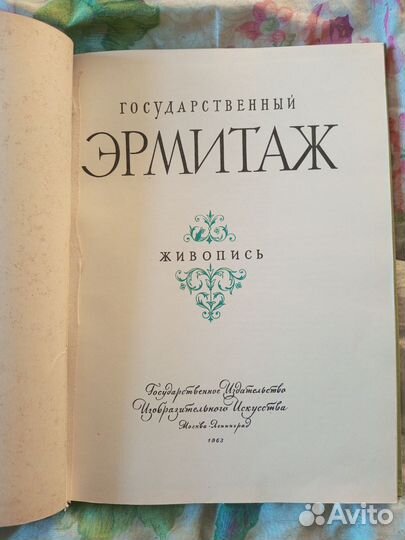 ГОСУДАРСТВЕННЫЙ
ЭРМИТАЖ
ЖИВОПИСЬ
Государственное Издательство
Изобразительного Искусства
Москва-Ленинград
1963
Avito